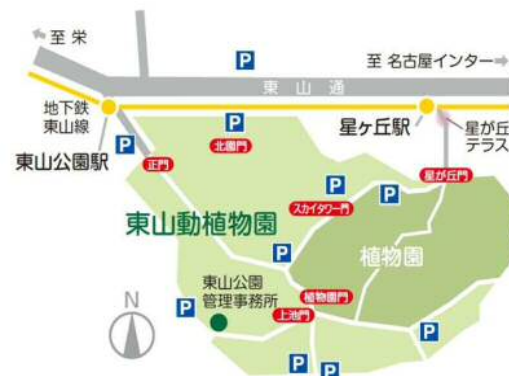 至 栄
P
至 名古屋インター
東山通
地下鉄
東山線
東山公園駅
P
P
正門
北園門
星ヶ丘駅
星が丘
テラス
星が丘門
P
P
スカイタワー門
東山動植物園
植物園
P
東山公園
管理事務所
植物園門
上池門
N
P
P
P
P